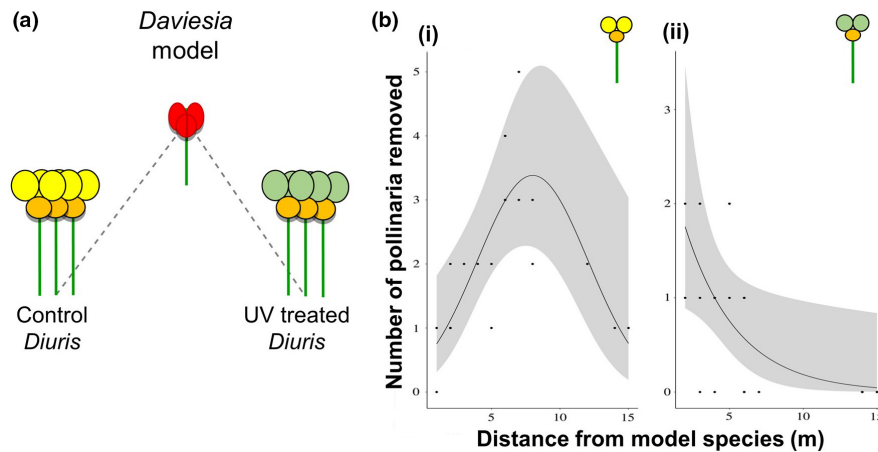 (a)
Daviesia
model
Control
Diuris
UV treated
Diuris
(b)
(i)
(ii)
Number of pollinaria removed
5
4
3
2
1
0
5
10
15
3
2
1
0
5
10
15
Distance from model species (m)